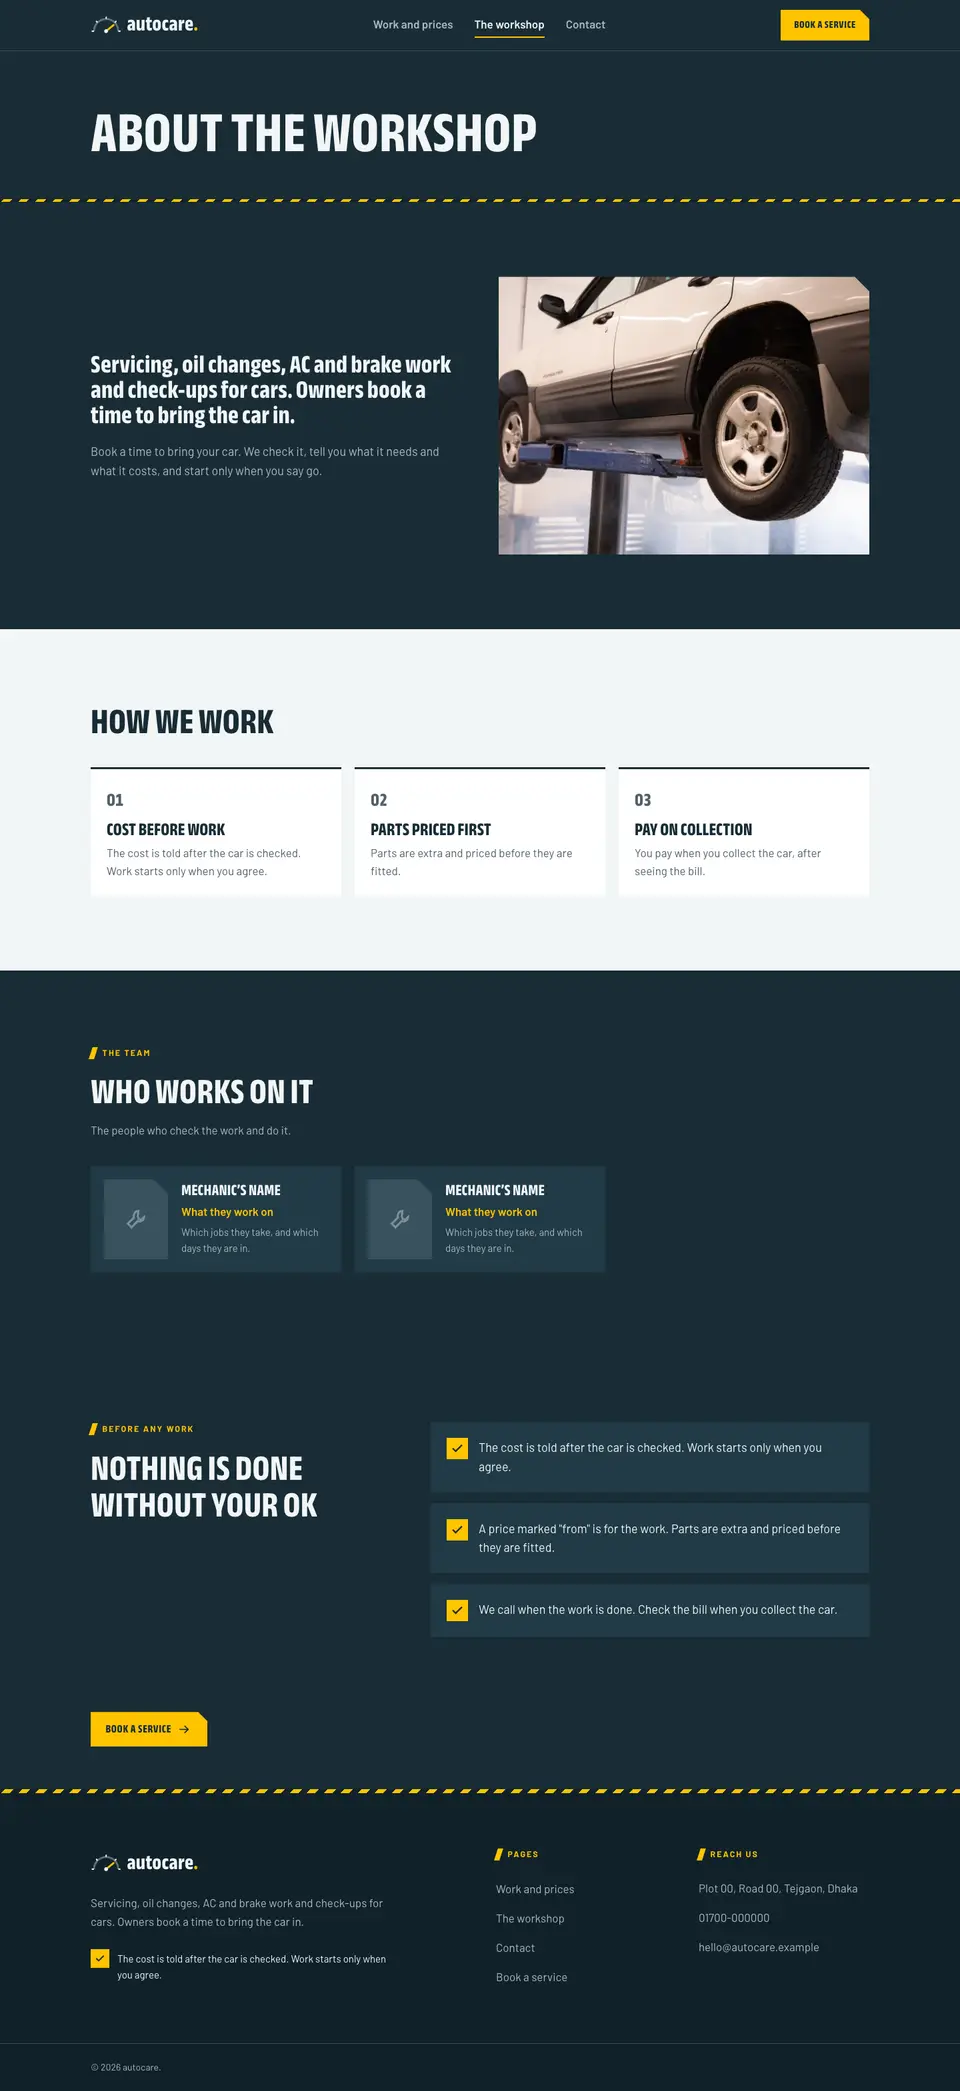 autocare.
Work and prices
The workshop
Contact
BOOK A SERVICE
ABOUT THE WORKSHOP
Servicing, oil changes, AC and brake work
and check-ups for cars. Owners book a
time to bring the car in.
Book a time to bring your car. We check it, tell you what it needs and
what it costs, and start only when you say go.
HOW WE WORK
01
COST BEFORE WORK
The cost is told after the car is checked.
Work starts only when you agree.
02
PARTS PRICED FIRST
Parts are extra and priced before they are
fitted.
03
PAY ON COLLECTION
You pay when you collect the car, after
seeing the bill.
THE TEAM
WHO WORKS ON IT
The people who check the work and do it.
MECHANIC'S NAME
What they work on
Which jobs they take, and which
days they are in.
MECHANIC'S NAME
What they work on
Which jobs they take, and which
days they are in.
BEFORE ANY WORK
NOTHING IS DONE
WITHOUT YOUR OK
The cost is told after the car is checked. Work starts only when you
agree.
A price marked "from" is for the work. Parts are extra and priced before
they are fitted.
We call when the work is done. Check the bill when you collect the car.
BOOK A SERVICE
autocare.
Servicing, oil changes, AC and brake work and check-ups for
cars. Owners book a time to bring the car in.
The cost is told after the car is checked. Work starts only when
you agree.
PAGES
Work and prices
The workshop
Contact
Book a service
REACH US
Plot 00, Road 00, Tejgaon, Dhaka
01700-000000
hello@autocare.example
© 2026 autocare.